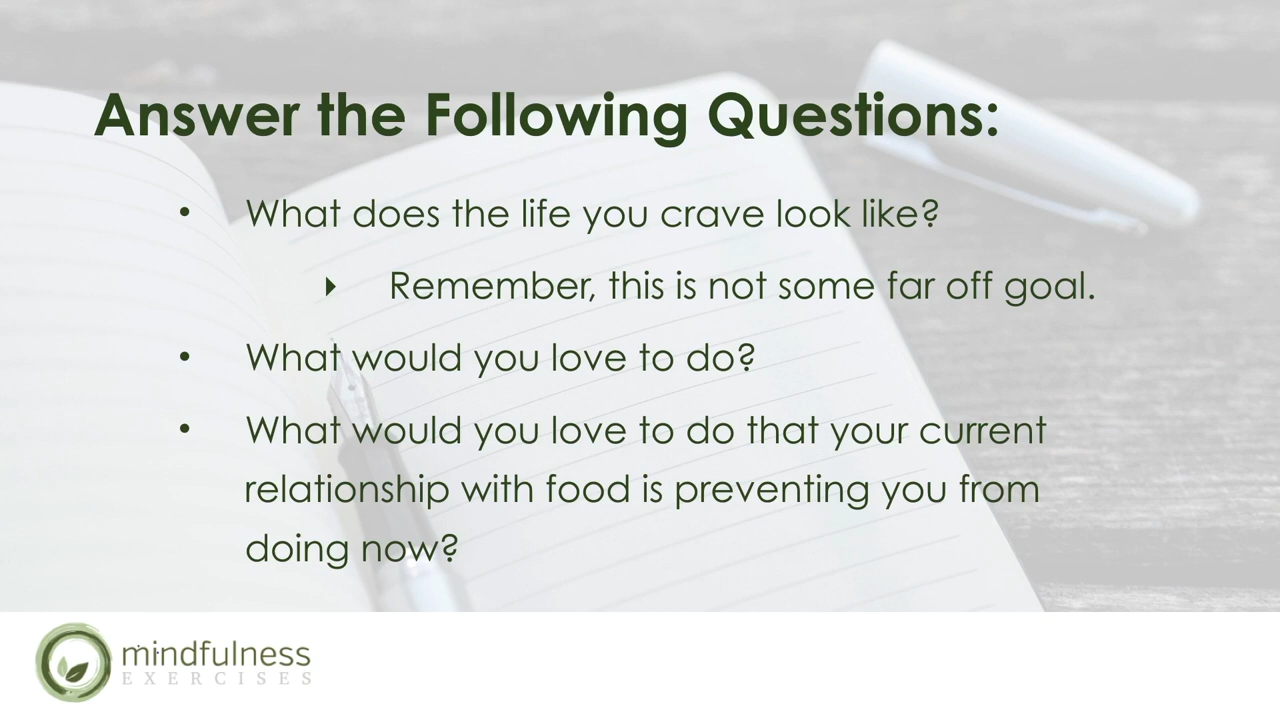 Answer the Following Questions:
• What does the life you crave look like?
‣ Remember, this is not some far off goal.
• What would you love to do?
• What would you love to do that your current
relationship with food is preventing you from
doing now?
mindfulness
EXERCISES